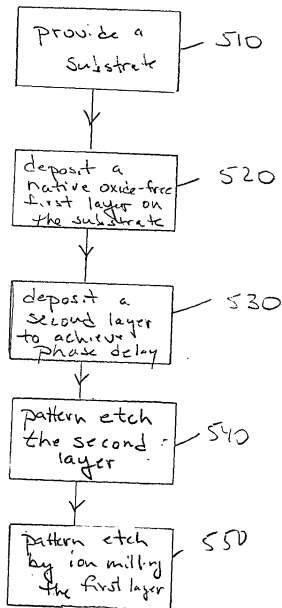 provide a
substrate
510
deposit a
native oxide-free
first layer on
the substrate
520
deposit a
second layer
to achieve
phase delay
530
pattern etch
the second
layer
540
pattern etch
by ion milling
the first layer
550